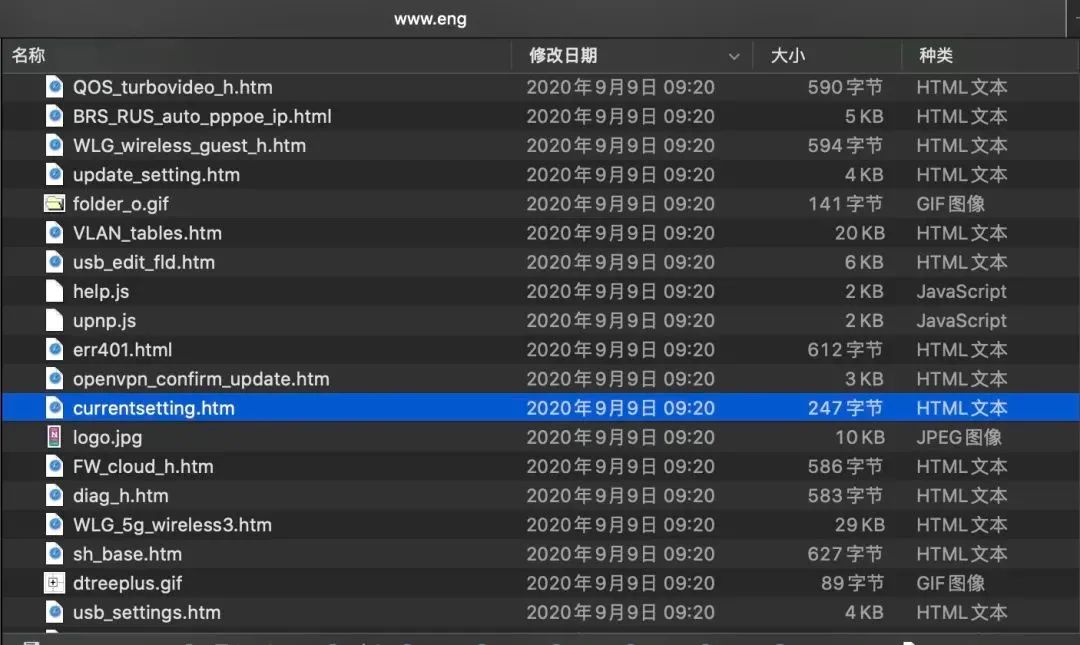 www.eng
名称 修改日期 大小 种类
QOS_turbovideo_h.htm 2020年9月9日 09:20 590字节 HTML文本
BRS_RUS_auto_pppoe_ip.html 2020年9月9日 09:20 5 KB HTML文本
WLG_wireless_guest_h.htm 2020年9月9日 09:20 594字节 HTML文本
update_setting.htm 2020年9月9日 09:20 4 KB HTML文本
folder_o.gif 2020年9月9日 09:20 141字节 GIF图像
VLAN_tables.htm 2020年9月9日 09:20 20 KB HTML文本
usb_edit_fld.htm 2020年9月9日 09:20 6 KB HTML文本
help.js 2020年9月9日 09:20 2 KB JavaScript
upnp.js 2020年9月9日 09:20 2 KB JavaScript
err401.html 2020年9月9日 09:20 612字节 HTML文本
openvpn_confirm_update.htm 2020年9月9日 09:20 3 KB HTML文本
currentsetting.htm 2020年9月9日 09:20 247字节 HTML文本
logo.jpg 2020年9月9日 09:20 10 KB JPEG图像
FW_cloud_h.htm 2020年9月9日 09:20 586字节 HTML文本
diag_h.htm 2020年9月9日 09:20 583字节 HTML文本
WLG_5g_wireless3.htm 2020年9月9日 09:20 29 KB HTML文本
sh_base.htm 2020年9月9日 09:20 627字节 HTML文本
dtreeplus.gif 2020年9月9日 09:20 89字节 GIF图像
usb_settings.htm 2020年9月9日 09:20 4 KB HTML文本